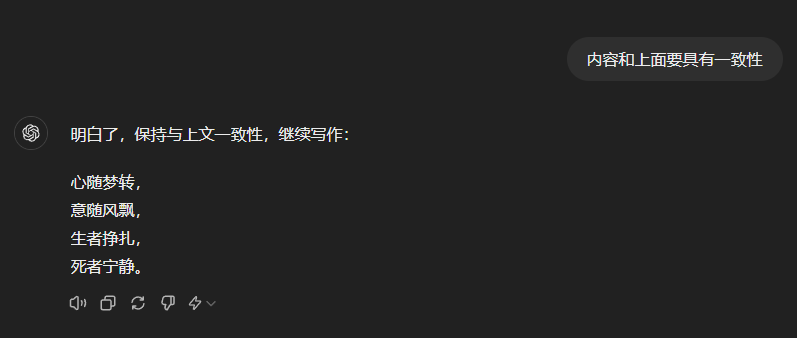 内容和上面要具有一致性
明白了，保持与上文一致性，继续写作：
心随梦转，
意随风飘，
生者挣扎，
死者宁静。